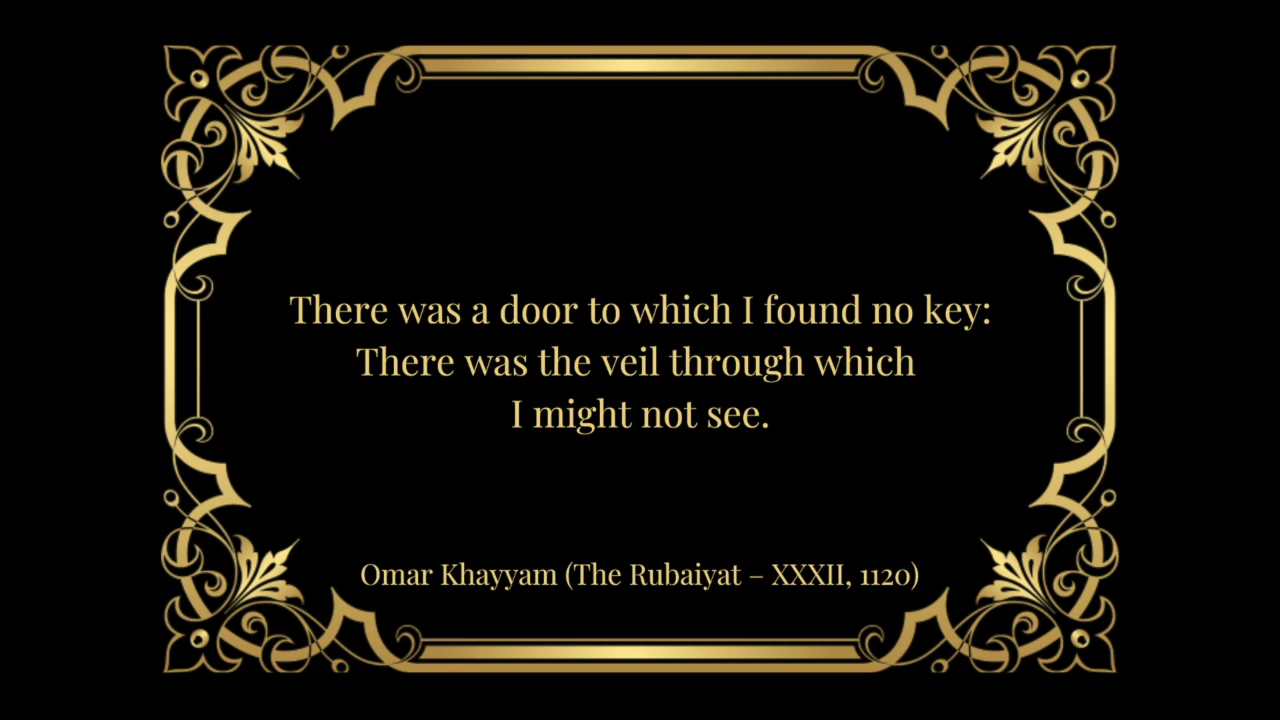 There was a door to which I found no key:
There was the veil through which
I might not see.
Omar Khayyam (The Rubaiyat – XXXII, 1120)